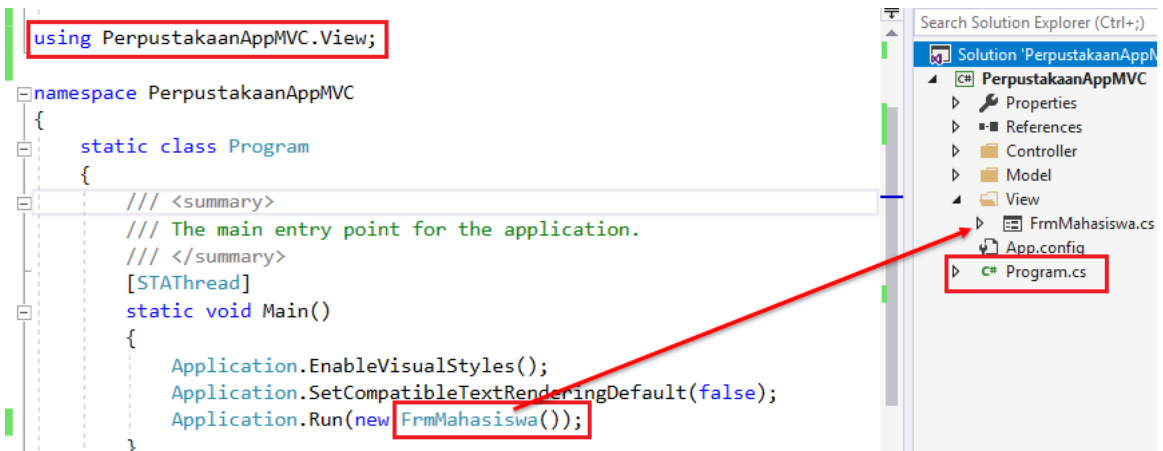 using PerpustakaanAppMVC.View;
namespace PerpustakaanAppMVC
{
static class Program
{
/// <summary>
/// The main entry point for the application.
/// </summary>
[STAThread]
static void Main()
{
Application.EnableVisualStyles();
Application.SetCompatibleTextRenderingDefault(false);
Application.Run(new FrmMahasiswa());
}
Search Solution Explorer (Ctrl+;)
Solution 'PerpustakaanAppM
C# PerpustakaanAppMVC
Properties
References
Controller
Model
View
FrmMahasiswa.cs
App.config
C# Program.cs